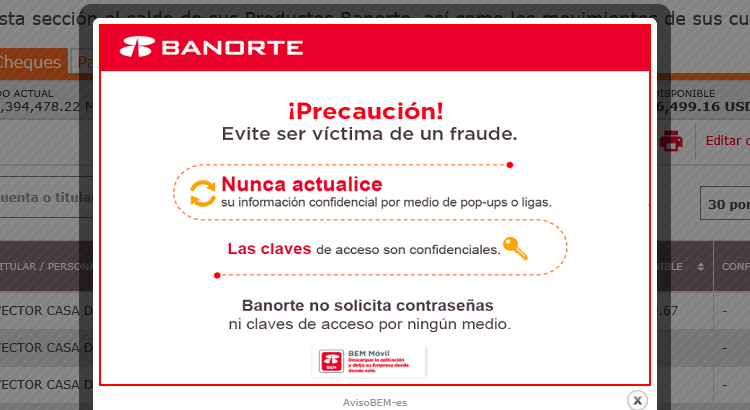 sta sección el saldo de sus Productos Banorte, así como los movimientos de sus cu
BANORTE
Cheques
Pa
DO ACTUAL
,394,478.22 M
DISPONIBLE
6,499.16 USD
¡Precaución!
Evite ser víctima de un fraude.
Editar c
Nunca actualice
su información confidencial por medio de pop-ups o ligas.
uenta o titular
30 por
Las claves de acceso son confidenciales.
TITULAR / PERSONA
IBLE
CONF
Banorte no solicita contraseñas
ni claves de acceso por ningún medio.
VECTOR CASA D
.67
-
VECTOR CASA D
-
VECTOR CASA D
-
BEM
BEM Móvil
Descargue la aplicación
y dirija su Empresa desde
donde esté.
AvisoBEM-es
X